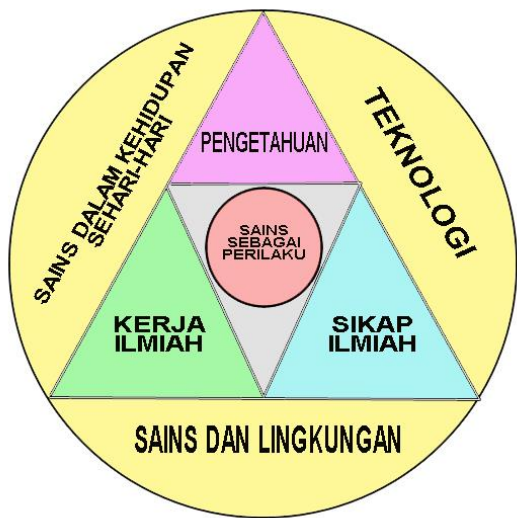 SAINS DALAM KEHIDUPAN
SEHARI-HARI
TEKNOLOGI
PENGETAHUAN
SAINS
SEBAGAI
PERILAKU
KERJA
ILMIAH
SIKAP
ILMIAH
SAINS DAN LINGKUNGAN